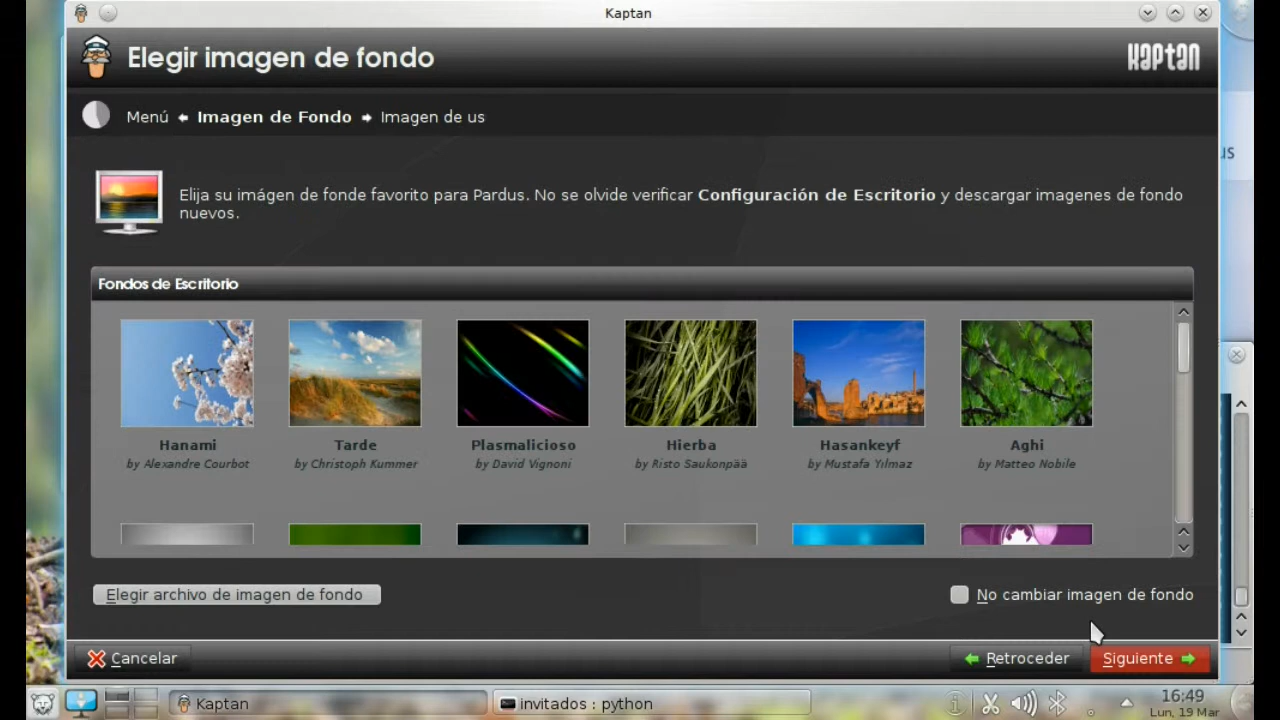 Kaptan
Elegir imagen de fondo
Kaptan
Menú Imagen de Fondo Imagen de us
Elija su imágen de fonde favorito para Pardus. No se olvide verificar Configuración de Escritorio y descargar imagenes de fondo
nuevos.
us
Fondos de Escritorio
Hanami Tarde Plasmalicioso Hierba Hasankeyf Aghi
by Alexandre Courbot by Christoph Kummer by David Vignoni by Risto Saukonpää by Mustafa Yılmaz by Matteo Nobile
Elegir archivo de imagen de fondo No cambiar imagen de fondo
Cancelar Retroceder Siguiente
Kaptan invitados : python 16:49
Lun, 19 Mar